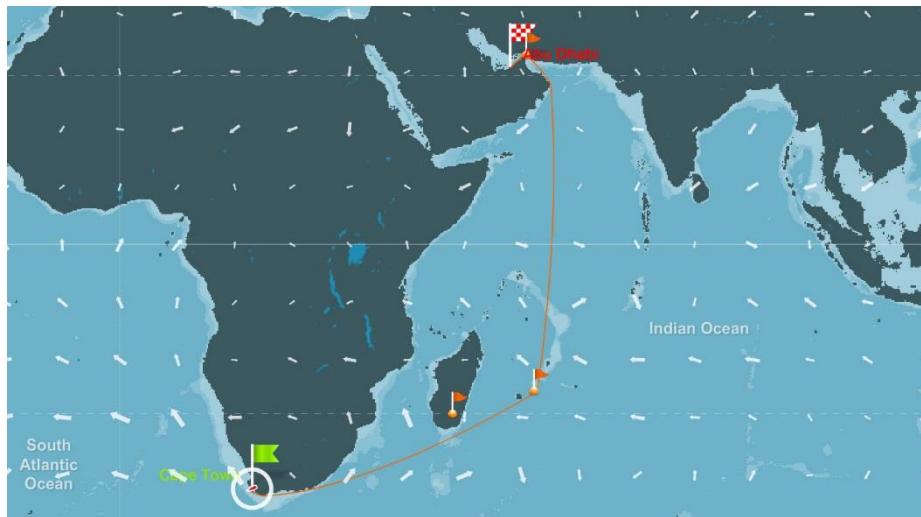 Abu Dhabi
Indian Ocean
South
Atlantic
Ocean
Cape Town